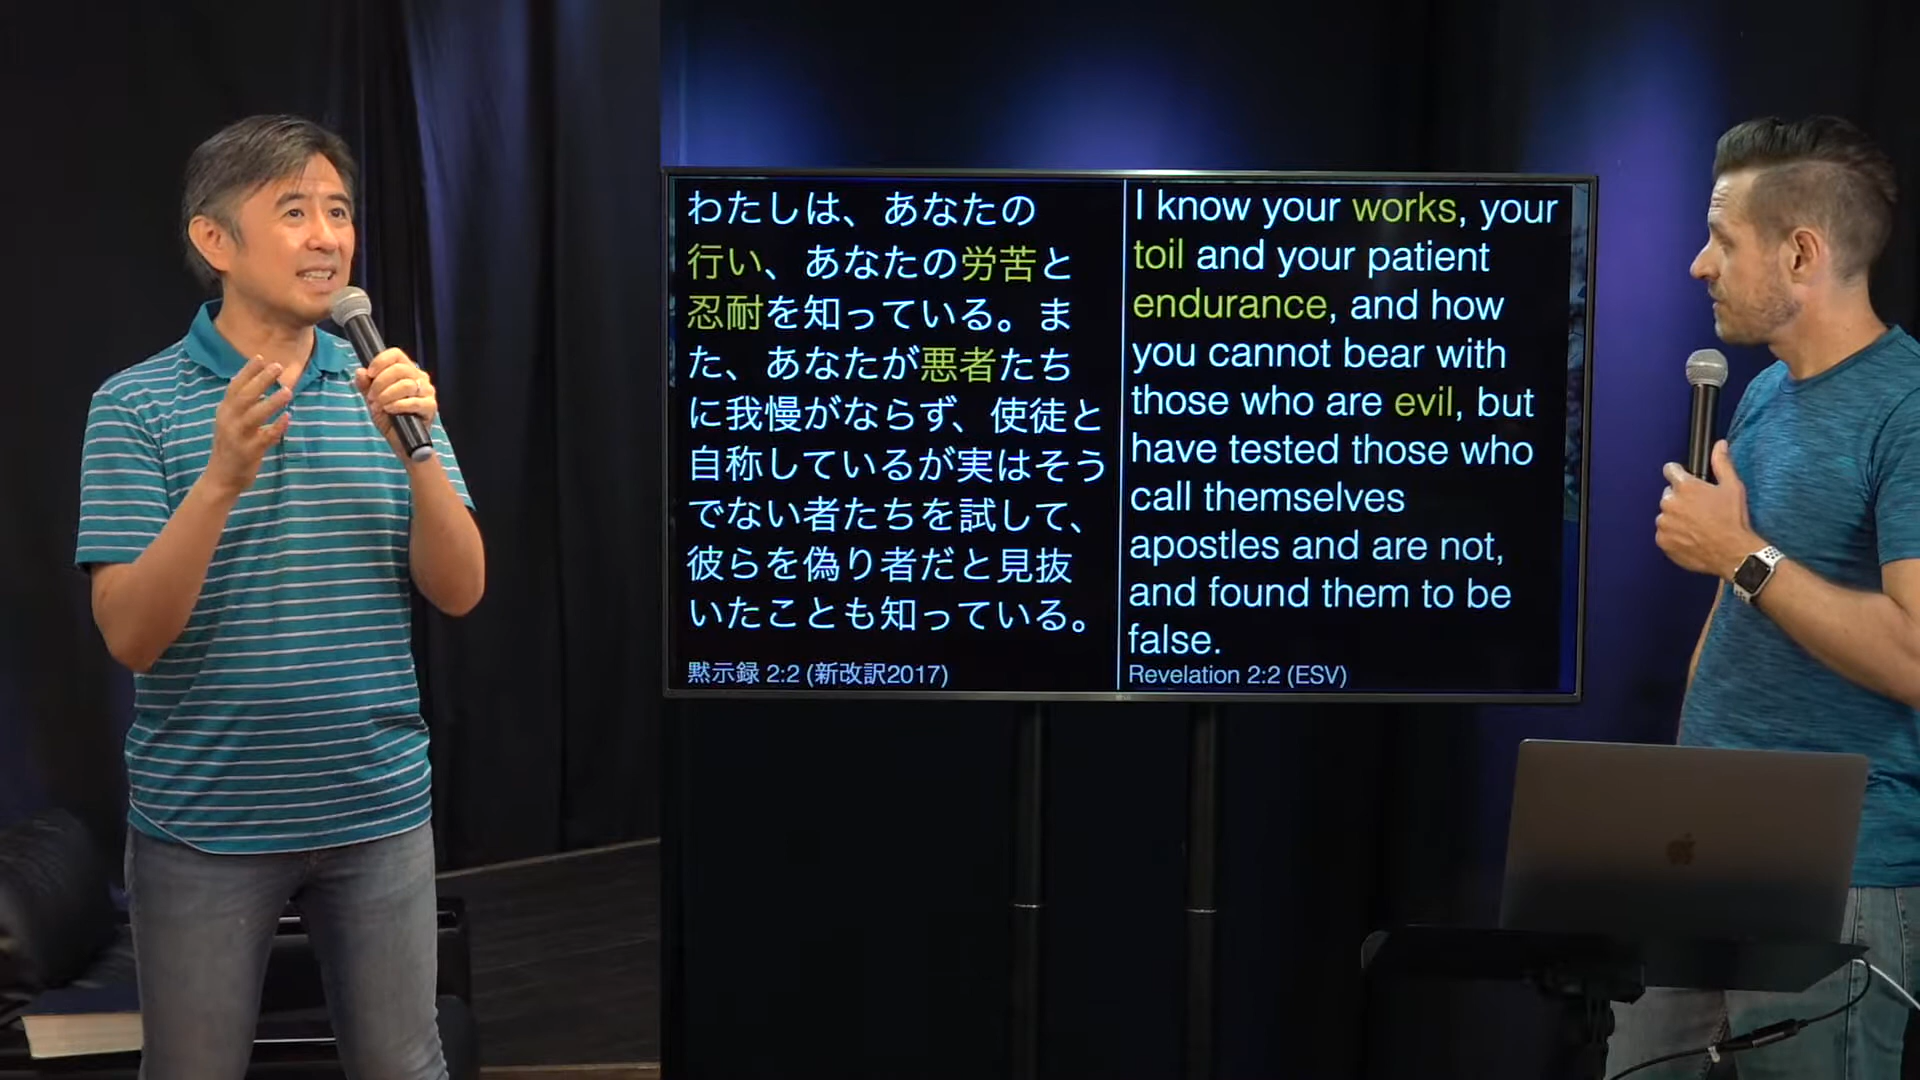 わたしは、あなたの
行い、あなたの労苦と
忍耐を知っている。ま
た、あなたが悪者たち
に我慢がならず、使徒と
自称しているが実はそう
でない者たちを試して、
彼らを偽り者だと見抜
いたことも知っている。
黙示録 2:2 (新改訳2017)
I know your works, your
toil and your patient
endurance, and how
you cannot bear with
those who are evil, but
have tested those who
call themselves
apostles and are not,
and found them to be
false.
Revelation 2:2 (ESV)